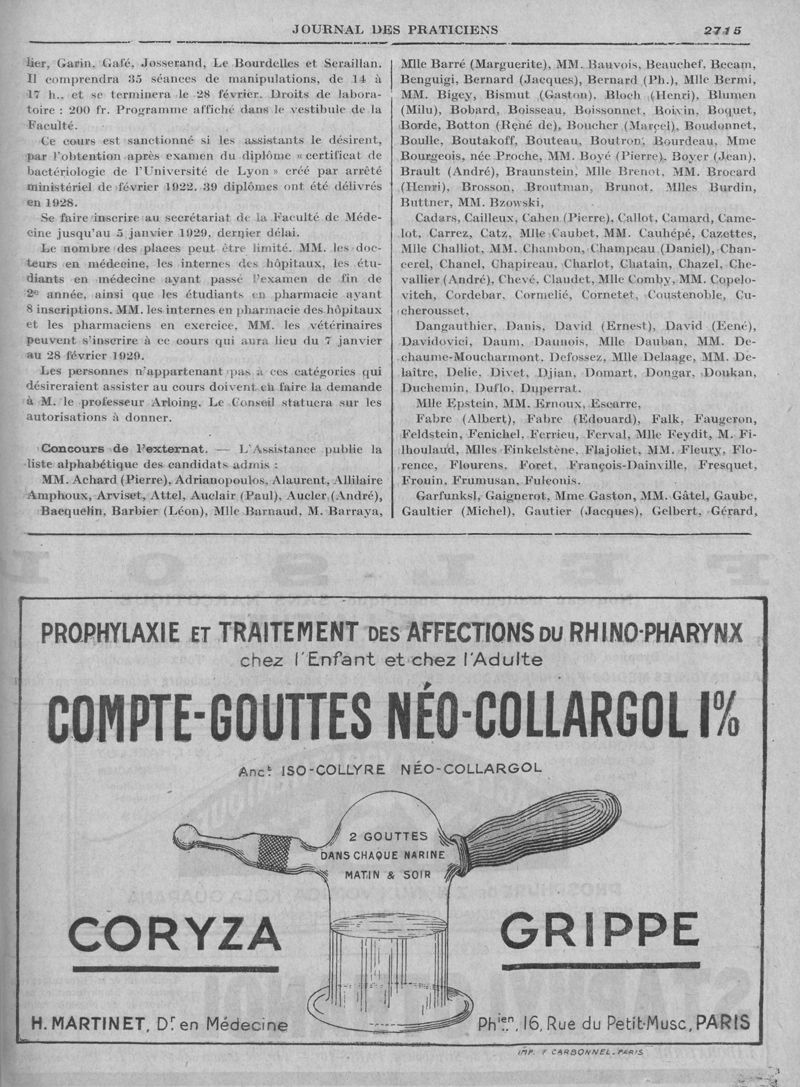 JOURNAL DES PRATICIENS 2715
lier, Garin, Gafé, Josserand, Le Bourdelles et Seraillan.
Il comprendra 35 séances de manipulations, de 14 à
17 h., et se terminera le 28 février. Droits de labora-
toire : 200 fr. Programme affiché dans le vestibule de la
Faculté.
Ce cours est sanctionné si les assistants le désirent,
par l'obtention après examen du diplôme « certificat de
bactériologie de l'Université de Lyon » créé par arrêté
ministériel de février 1922. 39 diplômes ont été délivrés
en 1928.
Se faire inscrire au secrétariat de la Faculté de Méde-
cine jusqu'au 5 janvier 1929, dernier délai.
Le nombre des places peut être limité. MM. les doc-
teurs en médecine, les internes des hôpitaux, les étu-
diants en médecine ayant passé l'examen de fin de
2e année, ainsi que les étudiants en pharmacie ayant
8 inscriptions. MM. les internes en pharmacie des hôpitaux
et les pharmaciens en exercice, MM. les vétérinaires
peuvent s'inscrire à ce cours qui aura lieu du 7 janvier
au 28 février 1929.
Les personnes n'appartenant pas à ces catégories qui
désireraient assister au cours doivent en faire la demande
à M. le professeur Arloing. Le Conseil statuera sur les
autorisations à donner.
Concours de l'externat. — L'Assistance publie la
liste alphabétique des candidats admis :
MM. Achard (Pierre), Adrianopoulos, Alaurent, Allilaire
Amphoux, Arviset, Attel, Auclair (Paul), Aucler (André),
Bacquelin, Barbier (Léon), Mlle Barnaud, M. Barraya,
Mlle Barré (Marguerite), MM. Bauvois, Beauchef, Becam,
Benguigi, Bernard (Jacques), Bernard (Ph.), Mlle Bermi,
MM. Bigey, Bismut (Gaston), Bloch (Henri), Blumen
(Milu), Bobard, Boisseau, Boissonnet, Boivin, Boquet,
Borde, Botton (René de), Boucher (Marcel), Boudonnet,
Boulle, Boutakoff, Bouteau, Boutron, Bourdeau, Mme
Bourgeois, née Proche, MM. Boyé (Pierre), Boyer (Jean),
Brault (André), Braunstein, Mlle Brenot, MM. Brocard
(Henri), Brosson, Broutman, Brunot, Mlles Burdin,
Buttner, MM. Bzowski,
Cadars, Cailleux, Cahen (Pierre), Callot, Camard, Came-
lot, Carrez, Catz, Mlle Caubet, MM. Cauhépé, Cazettes,
Mlle Challiot, MM. Chambon, Champeau (Daniel), Chan-
cerel, Chanel, Chapireau, Charlot, Chatain, Chazel, Che-
vallier (André), Chevé, Claudet, Mlle Comby, MM. Copelo-
vitch, Cordebar, Cormelié, Cornetet, Coustenoble, Cu-
cherousset,
Dangauthier, Danis, David (Ernest), David (Eené),
Davidovici, Daum, Daunois, Mlle Dauban, MM. De-
chaume-Moucharmont, Defossez, Mlle Delaage, MM. De-
laître, Delie, Divet, Djian, Domart, Dongar, Doukan,
Duchemin, Duflo, Duperrat.
Mlle Epstein, MM. Ernoux, Escarre,
Fabre (Albert), Fabre (Edouard), Falk, Faugeron,
Feldstein, Fenichel, Ferrieu, Ferval, Mlle Feydit, M. Fi-
lhoulaud, Mlles Finkelstène, Flajoliet, MM. Fleury, Flo-
rence, Flourens, Foret, François-Dainville, Fresquet,
Frouin, Frumusan, Fuleonis.
Garfunksl, Gaignerot, Mme Gaston, MM. Gâtel, Gaube,
Gaultier (Michel), Gautier (Jacques), Gelbert, Gérard,
PROPHYLAXIE ET TRAITEMENT DES AFFECTIONS DU RHINO-PHARYNX
chez l'Enfant et chez l'Adulte
COMPTE-GOUTTES NÉO-COLLARGOL 1%
Anct ISO-COLLYRE NÉO-COLLARGOL
2 GOUTTES
DANS CHAQUE NARINE
MATIN & SOIR
CORYZA GRIPPE
H. MARTINET, Dr en Médecine Phien, 16, Rue du Petit-Musc, PARIS
IMP. F CARBONNEL-PARIS